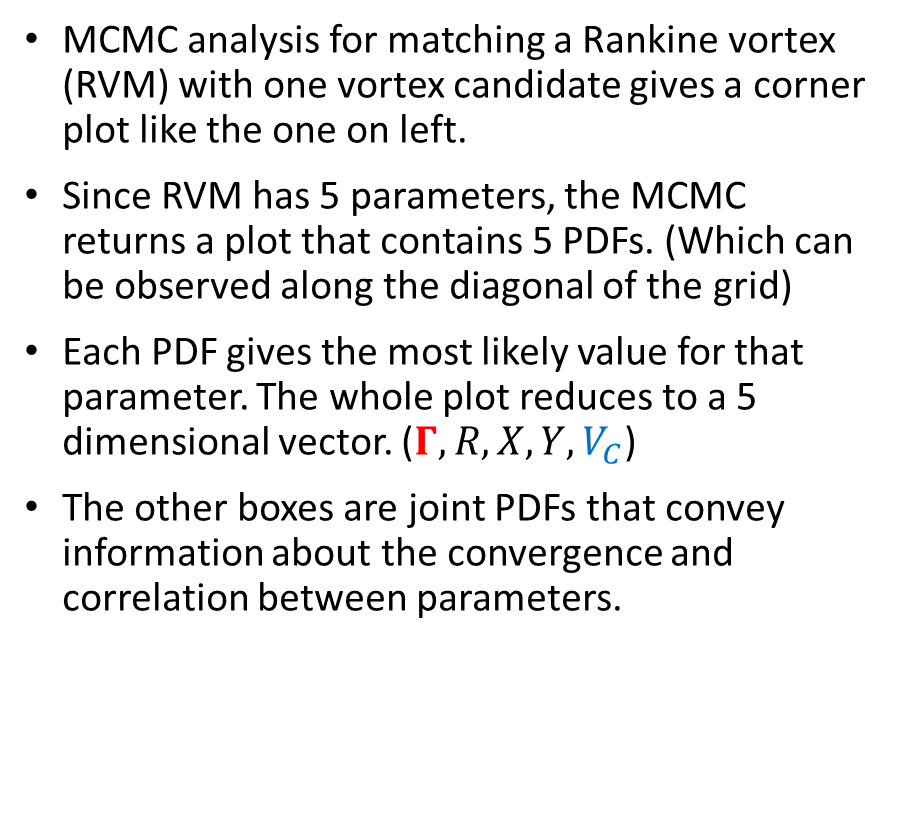 • MCMC analysis for matching a Rankine vortex
(RVM) with one vortex candidate gives a corner
plot like the one on left.
• Since RVM has 5 parameters, the MCMC
returns a plot that contains 5 PDFs. (Which can
be observed along the diagonal of the grid)
• Each PDF gives the most likely value for that
parameter. The whole plot reduces to a 5
dimensional vector. (Γ, R, X, Y, V_C)
• The other boxes are joint PDFs that convey
information about the convergence and
correlation between parameters.